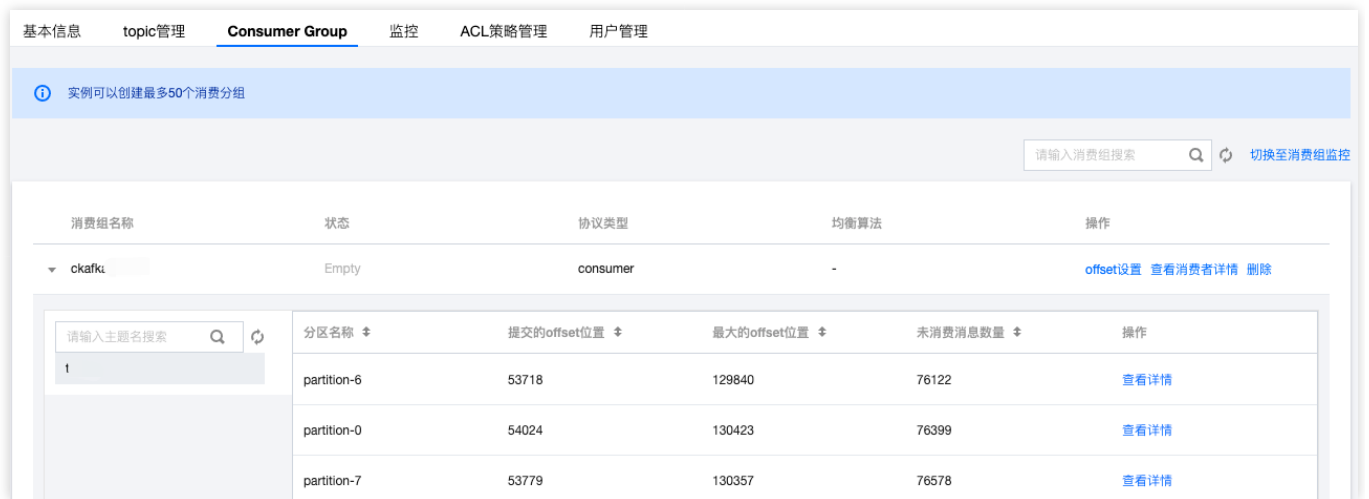 基本信息 topic管理 Consumer Group 监控 ACL策略管理 用户管理
实例可以创建最多50个消费分组
请输入消费组搜索 切换至消费组监控
消费组名称 状态 协议类型 均衡算法 操作
ckafka Empty consumer - offset设置 查看消费者详情 删除
请输入主题名搜索 分区名称 提交的offset位置 最大的offset位置 未消费消息数量 操作
partition-6 53718 129840 76122 查看详情
partition-0 54024 130423 76399 查看详情
partition-7 53779 130357 76578 查看详情